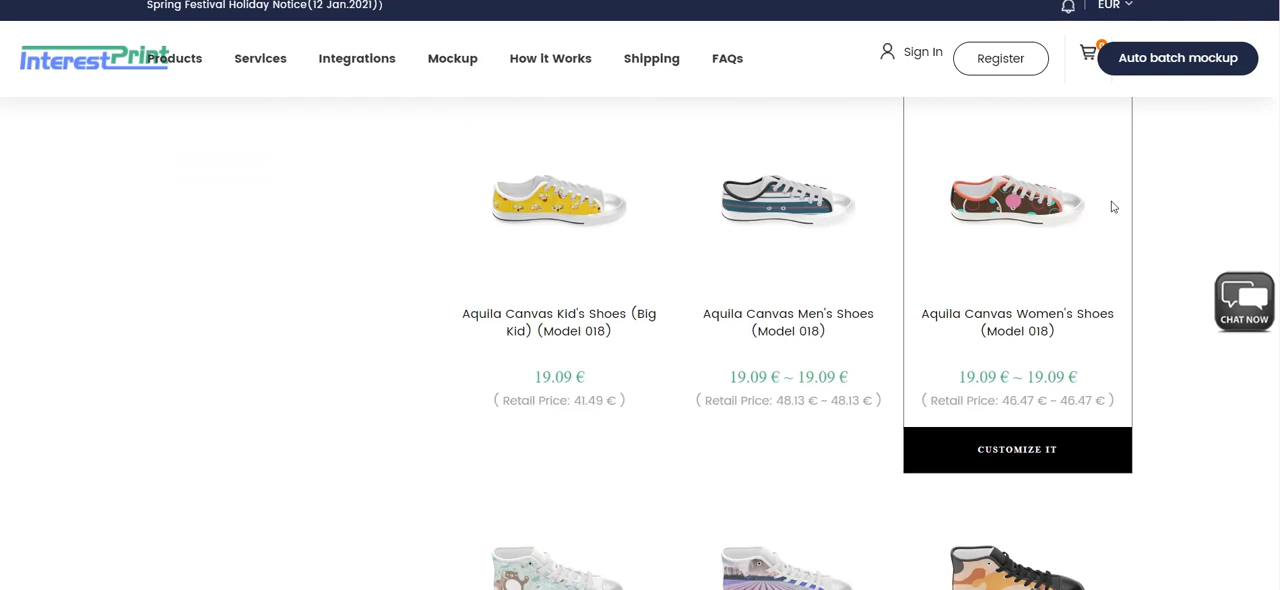 Spring Festival Holiday Notice(12 Jan.2021))
EUR
InterestPrint
Products
Services
Integrations
Mockup
How it Works
Shipping
FAQs
Sign In
Register
Auto batch mockup
Aquila Canvas Kid's Shoes (Big
Kid) (Model 018)
19.09 €
( Retail Price: 41.49 € )
Aquila Canvas Men's Shoes
(Model 018)
19.09 € ~ 19.09 €
( Retail Price: 48.13 € ~ 48.13 € )
Aquila Canvas Women's Shoes
(Model 018)
19.09 € ~ 19.09 €
( Retail Price: 46.47 € ~ 46.47 € )
CUSTOMIZE IT
CHAT NOW